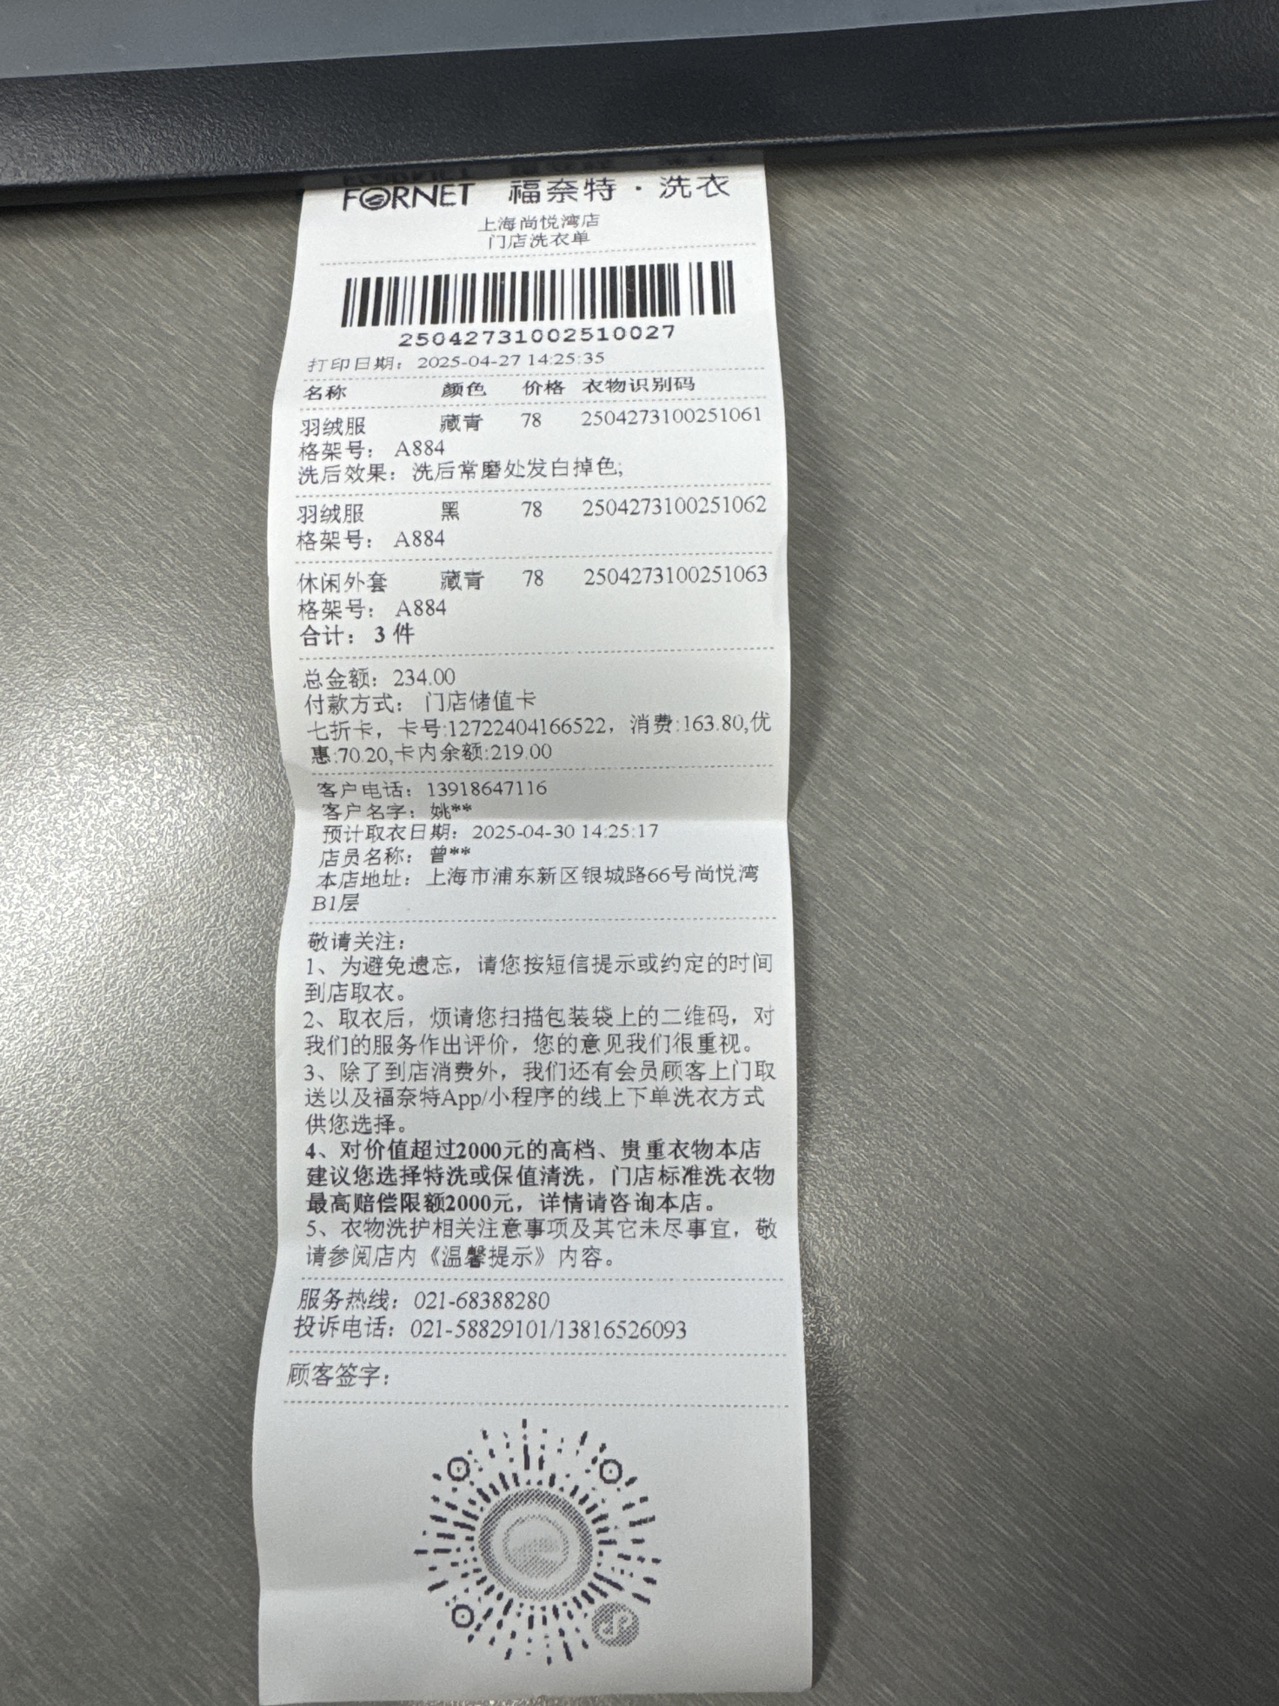 FORNET 福奈特·洗衣
上海尚悦湾店
门店洗衣单
25042731002510027
打印日期: 2025-04-27 14:25:35
名称 颜色 价格 衣物识别码
羽绒服 藏青 78 2504273100251061
格架号: A884
洗后效果: 洗后常磨处发白掉色;
羽绒服 黑 78 2504273100251062
格架号: A884
休闲外套 藏青 78 2504273100251063
格架号: A884
合计: 3 件
总金额: 234.00
付款方式: 门店储值卡
七折卡, 卡号:12722404166522, 消费:163.80,优
惠:70.20,卡内余额:219.00
客户电话: 13918647116
客户名字: 姚**
预计取衣日期: 2025-04-30 14:25:17
店员名称: 曾**
本店地址: 上海市浦东新区银城路66号尚悦湾
B1层
敬请关注:
1、为避免遗忘，请您按短信提示或约定的时间
到店取衣。
2、取衣后，烦请您扫描包装袋上的二维码，对
我们的服务作出评价，您的意见我们很重视。
3、除了到店消费外，我们还有会员顾客上门取
送以及福奈特App/小程序的线上下单洗衣方式
供您选择。
4、对价值超过2000元的高档、贵重衣物本店
建议您选择特洗或保值清洗，门店标准洗衣物
最高赔偿限额2000元，详情请咨询本店。
5、衣物洗护相关注意事项及其它未尽事宜，敬
请参阅店内《温馨提示》内容。
服务热线: 021-68388280
投诉电话: 021-58829101/13816526093
顾客签字: